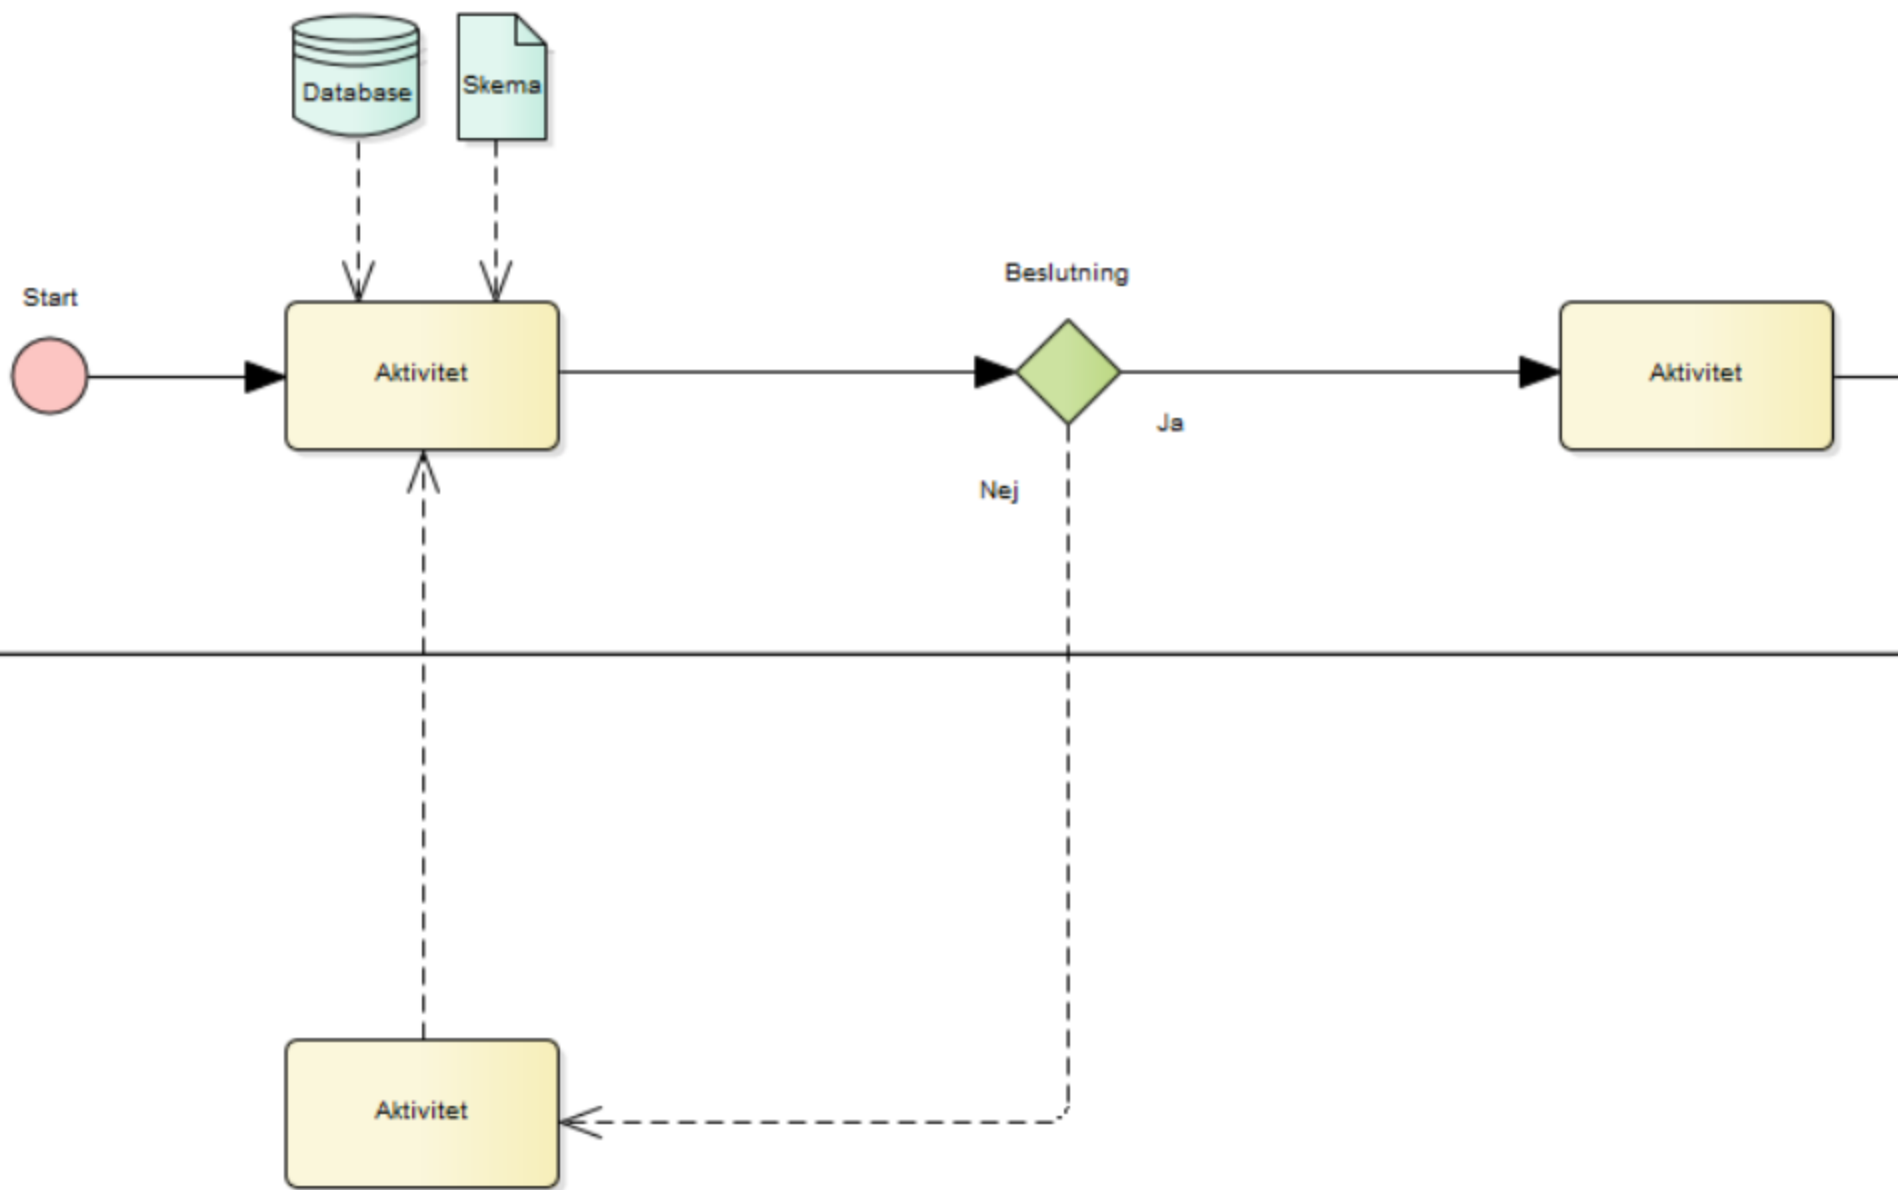 Database
Skema
Start
Beslutning
Aktivitet
Aktivitet
Ja
Nej
Aktivitet